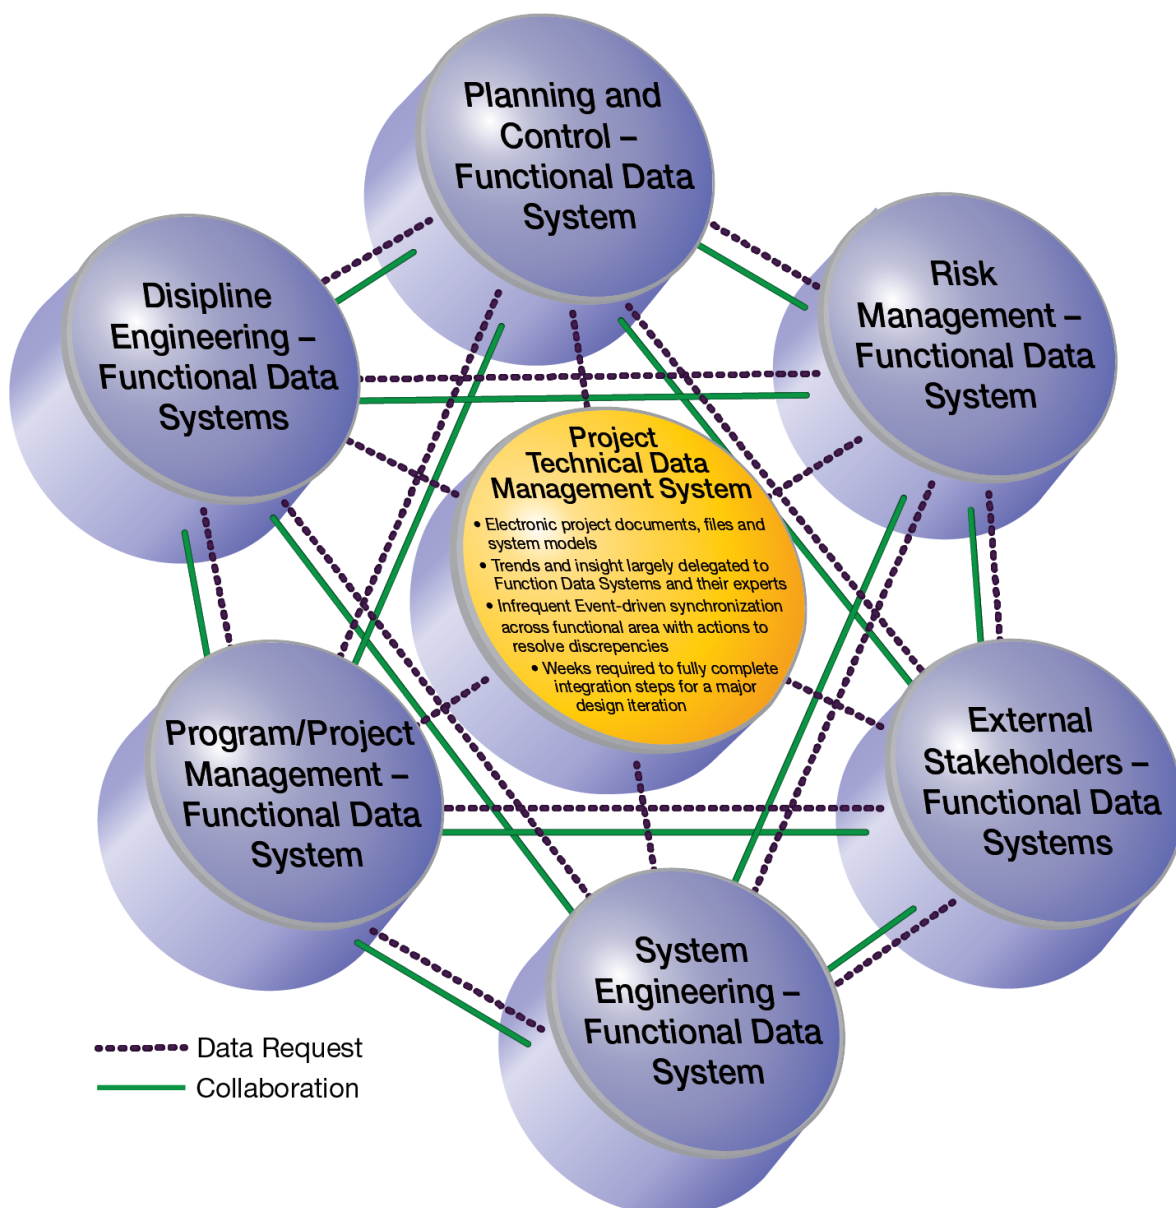 Planning and
Control –
Functional Data
System
Risk
Management –
Functional Data
System
Disipline
Engineering –
Functional Data
Systems
Project
Technical Data
Management System
• Electronic project documents, files and
system models
• Trends and insight largely delegated to
Function Data Systems and their experts
• Infrequent Event-driven synchronization
across functional area with actions to
resolve discrepencies
• Weeks required to fully complete
integration steps for a major
design iteration
Program/Project
Management –
Functional Data
System
External
Stakeholders –
Functional Data
Systems
System
Engineering –
Functional Data
System
Data Request
Collaboration